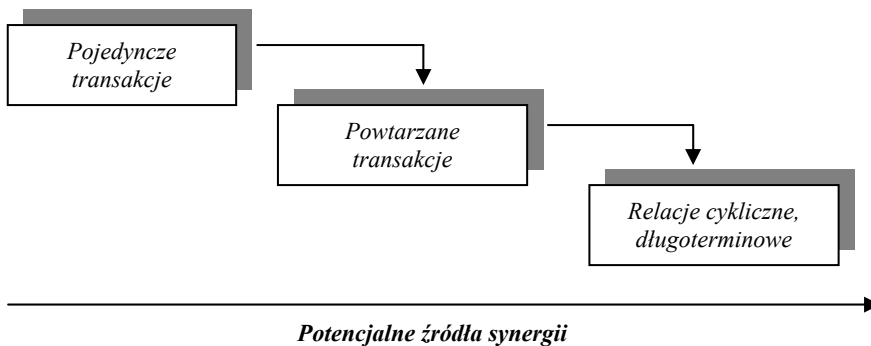 Pojedyncze
transakcje
Powtarzane
transakcje
Relacje cykliczne,
długoterminowe
Potencjalne źródła synergii